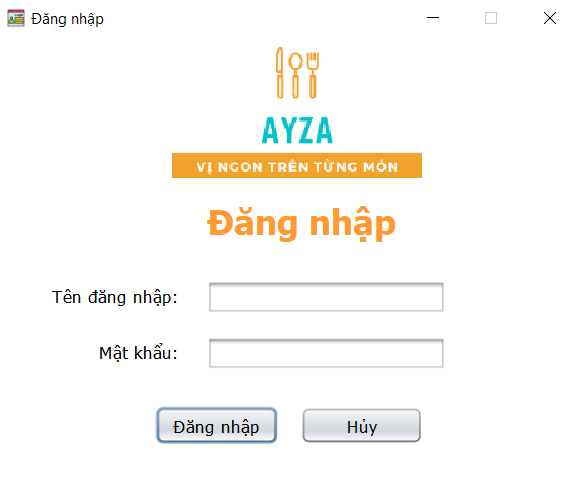 Đăng nhập
AYZA
VỊ NGON TRÊN TỪNG MÓN
Đăng nhập
Tên đăng nhập:
Mật khẩu:
Đăng nhập Hủy